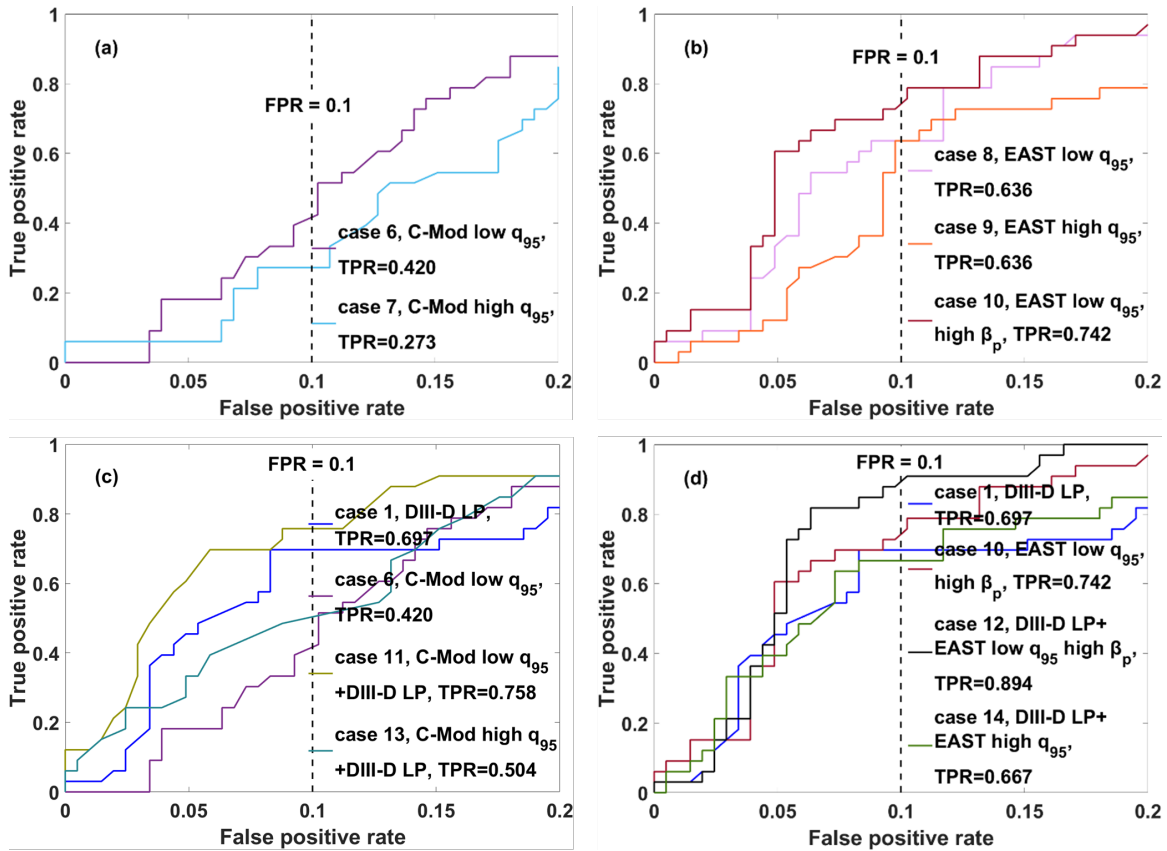 (a)
FPR = 0.1
True positive rate
1
0.8
0.6
0.4
0.2
0
case 6, C-Mod low q95,
TPR=0.420
case 7, C-Mod high q95,
TPR=0.273
0 0.05 0.1 0.15 0.2
False positive rate
(b)
FPR = 0.1
True positive rate
1
0.8
0.6
0.4
0.2
0
case 8, EAST low q95,
TPR=0.636
case 9, EAST high q95,
TPR=0.636
case 10, EAST low q95,
high βp, TPR=0.742
0 0.05 0.1 0.15 0.2
False positive rate
(c)
FPR = 0.1
True positive rate
1
0.8
0.6
0.4
0.2
0
case 1, DIII-D LP,
TPR=0.697
case 6, C-Mod low q95,
TPR=0.420
case 11, C-Mod low q95
+DIII-D LP, TPR=0.758
case 13, C-Mod high q95
+DIII-D LP, TPR=0.504
0 0.05 0.1 0.15 0.2
False positive rate
(d)
FPR = 0.1
True positive rate
1
0.8
0.6
0.4
0.2
0
case 1, DIII-D LP,
TPR=0.697
case 10, EAST low q95,
high βp, TPR=0.742
case 12, DIII-D LP+
EAST low q95 high βp,
TPR=0.894
case 14, DIII-D LP+
EAST high q95,
TPR=0.667
0 0.05 0.1 0.15 0.2
False positive rate